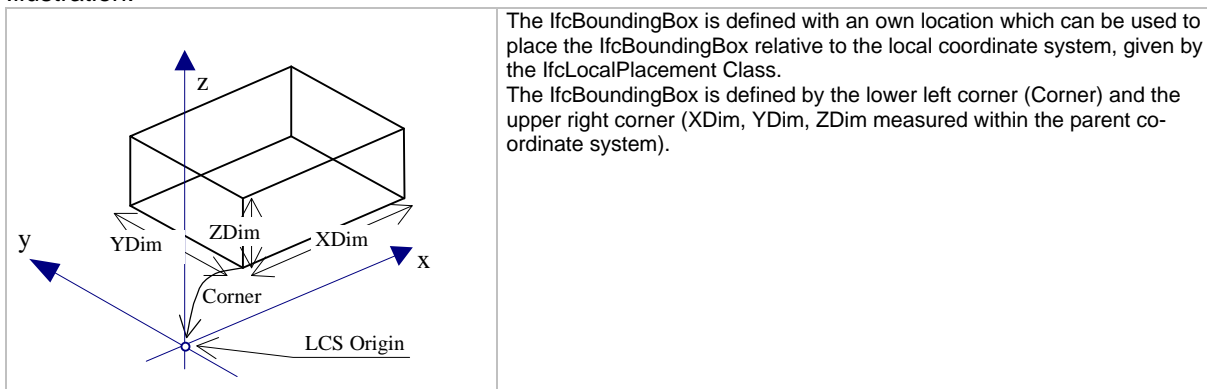 Illustration:
The IfcBoundingBox is defined with an own location which can be used to
place the IfcBoundingBox relative to the local coordinate system, given by
the IfcLocalPlacement Class.
The IfcBoundingBox is defined by the lower left corner (Corner) and the
upper right corner (XDim, YDim, ZDim measured within the parent co-
ordinate system).
z
ZDim
YDim
XDim
y
x
Corner
LCS Origin